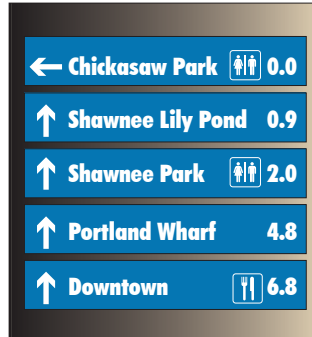 Chickasaw Park 0.0
Shawnee Lily Pond 0.9
Shawnee Park 2.0
Portland Wharf 4.8
Downtown 6.8